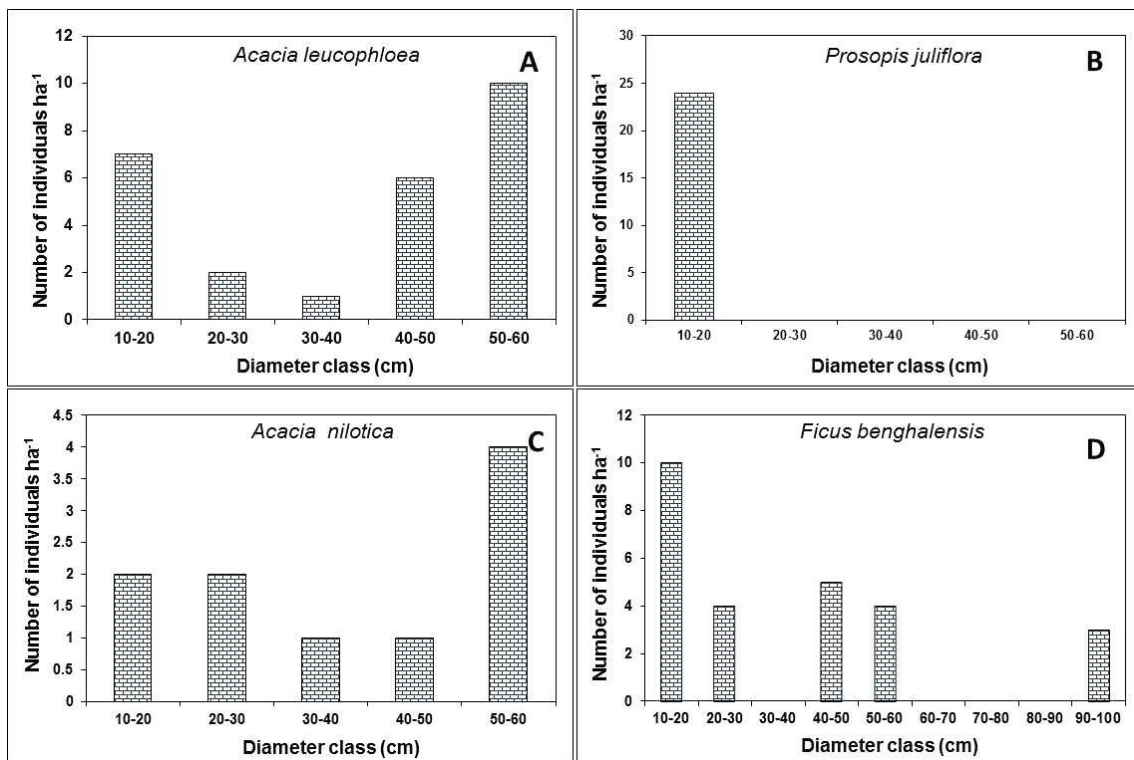 Acacia leucophloea
A
Number of individuals ha-1
12
10
8
6
4
2
0
10-20 20-30 30-40 40-50 50-60
Diameter class (cm)
Prosopis juliflora
B
Number of individuals ha-1
30
25
20
15
10
5
0
10-20 20-30 30-40 40-50 50-60
Diameter class (cm)
Acacia nilotica
C
Number of individuals ha-1
4.5
4
3.5
3
2.5
2
1.5
1
0.5
0
10-20 20-30 30-40 40-50 50-60
Diameter class (cm)
Ficus benghalensis
D
Number of individuals ha-1
12
10
8
6
4
2
0
10-20 20-30 30-40 40-50 50-60 60-70 70-80 80-90 90-100
Diameter class (cm)